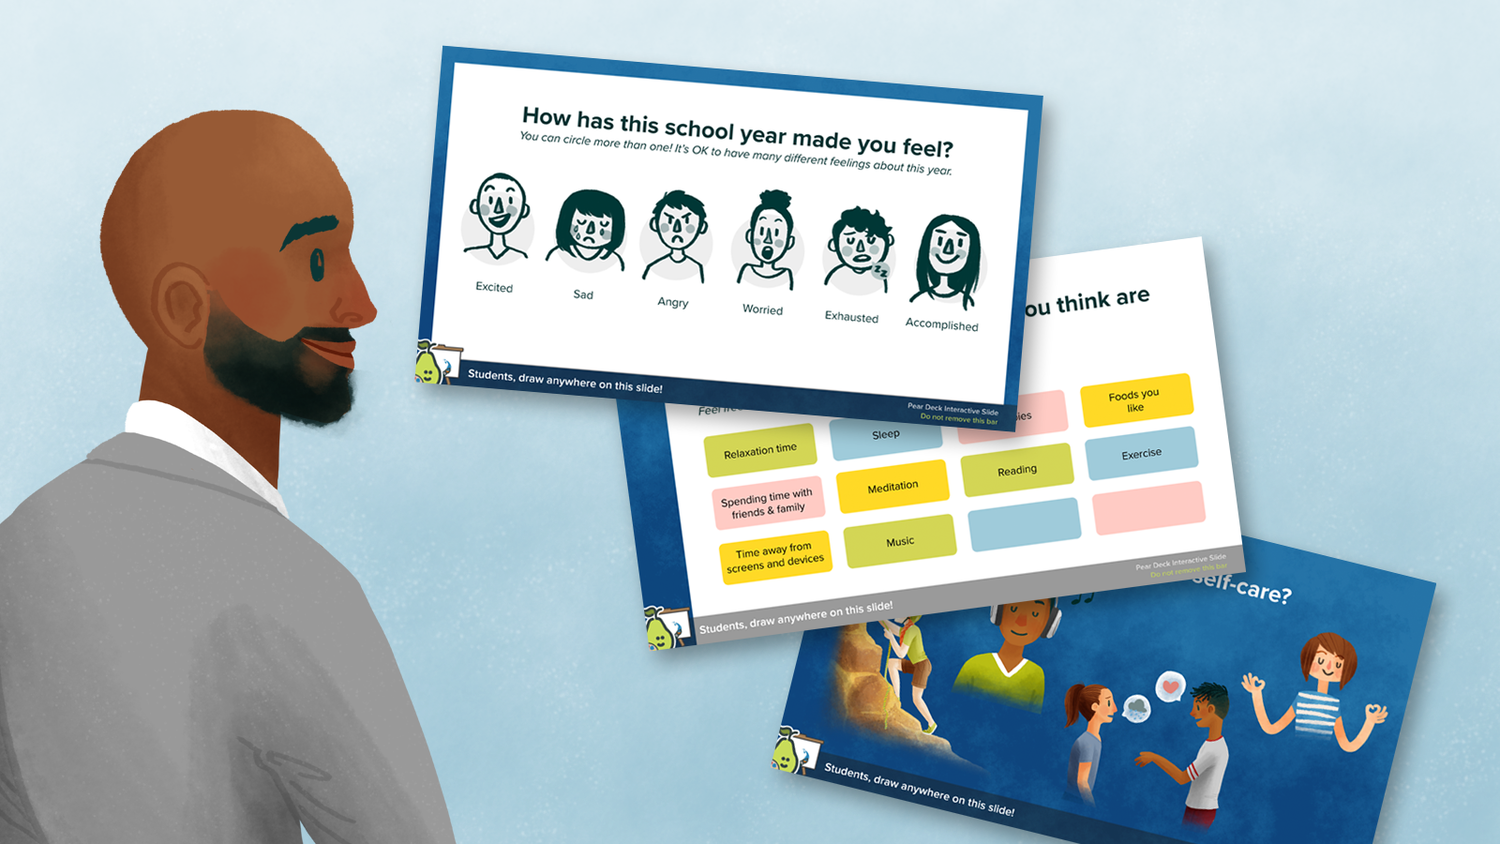 How has this school year made you feel?
You can circle more than one! It's OK to have many different feelings about this year.
Excited
Sad
Angry
Worried
Exhausted
zz
Accomplished
Students, draw anywhere on this slide!
Pear Deck Interactive Slide
Do not remove this bar
ou think are
Feel
Foods you
like
Relaxation time
Sleep
ies
Spending time with
friends & family
Meditation
Reading
Exercise
Time away from
screens and devices
Music
Students, draw anywhere on this slide!
Pear Deck Interactive Slide
Do not remove this bar
self-care?
Students, draw anywhere on this slide!